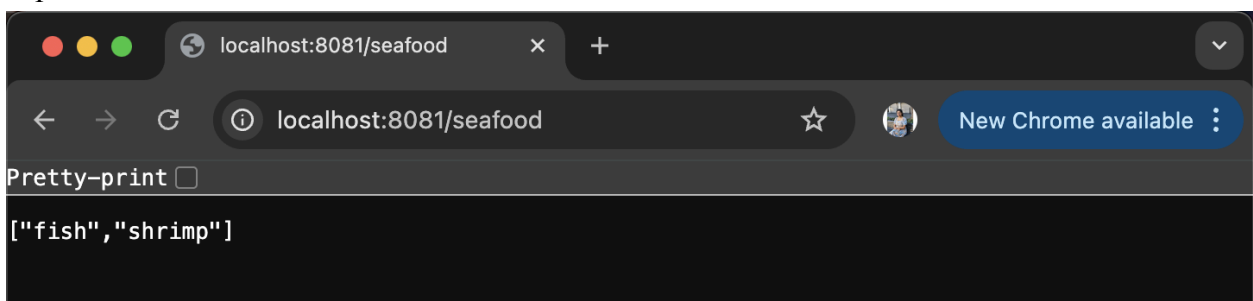 localhost:8081/seafood
localhost:8081/seafood
New Chrome available
Pretty-print
["fish","shrimp"]